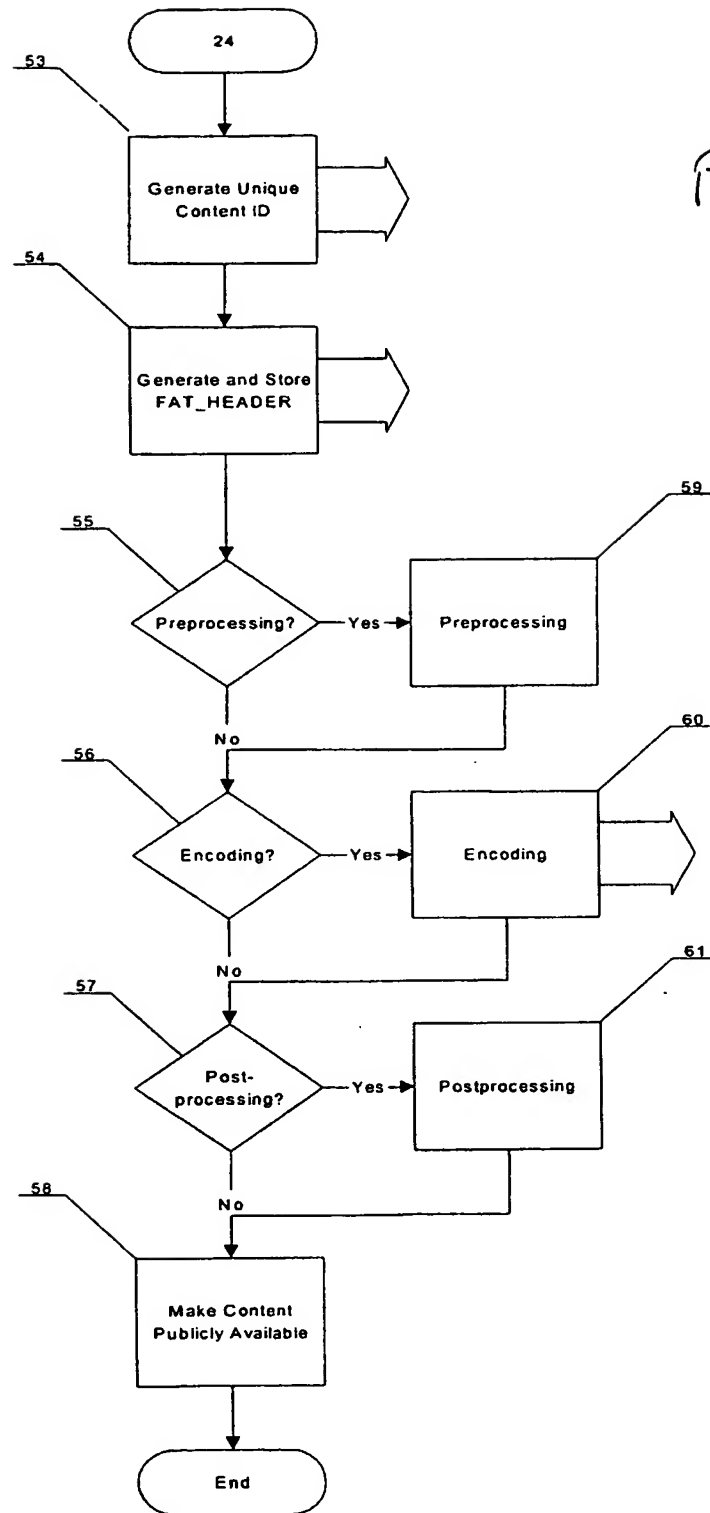 24
53
Generate Unique
Content ID
54
Generate and Store
FAT_HEADER
55
59
Preprocessing?
Yes
Preprocessing
No
56
60
Encoding?
Yes
Encoding
No
57
61
Post-
processing?
Yes
Postprocessing
No
58
Make Content
Publicly Available
End